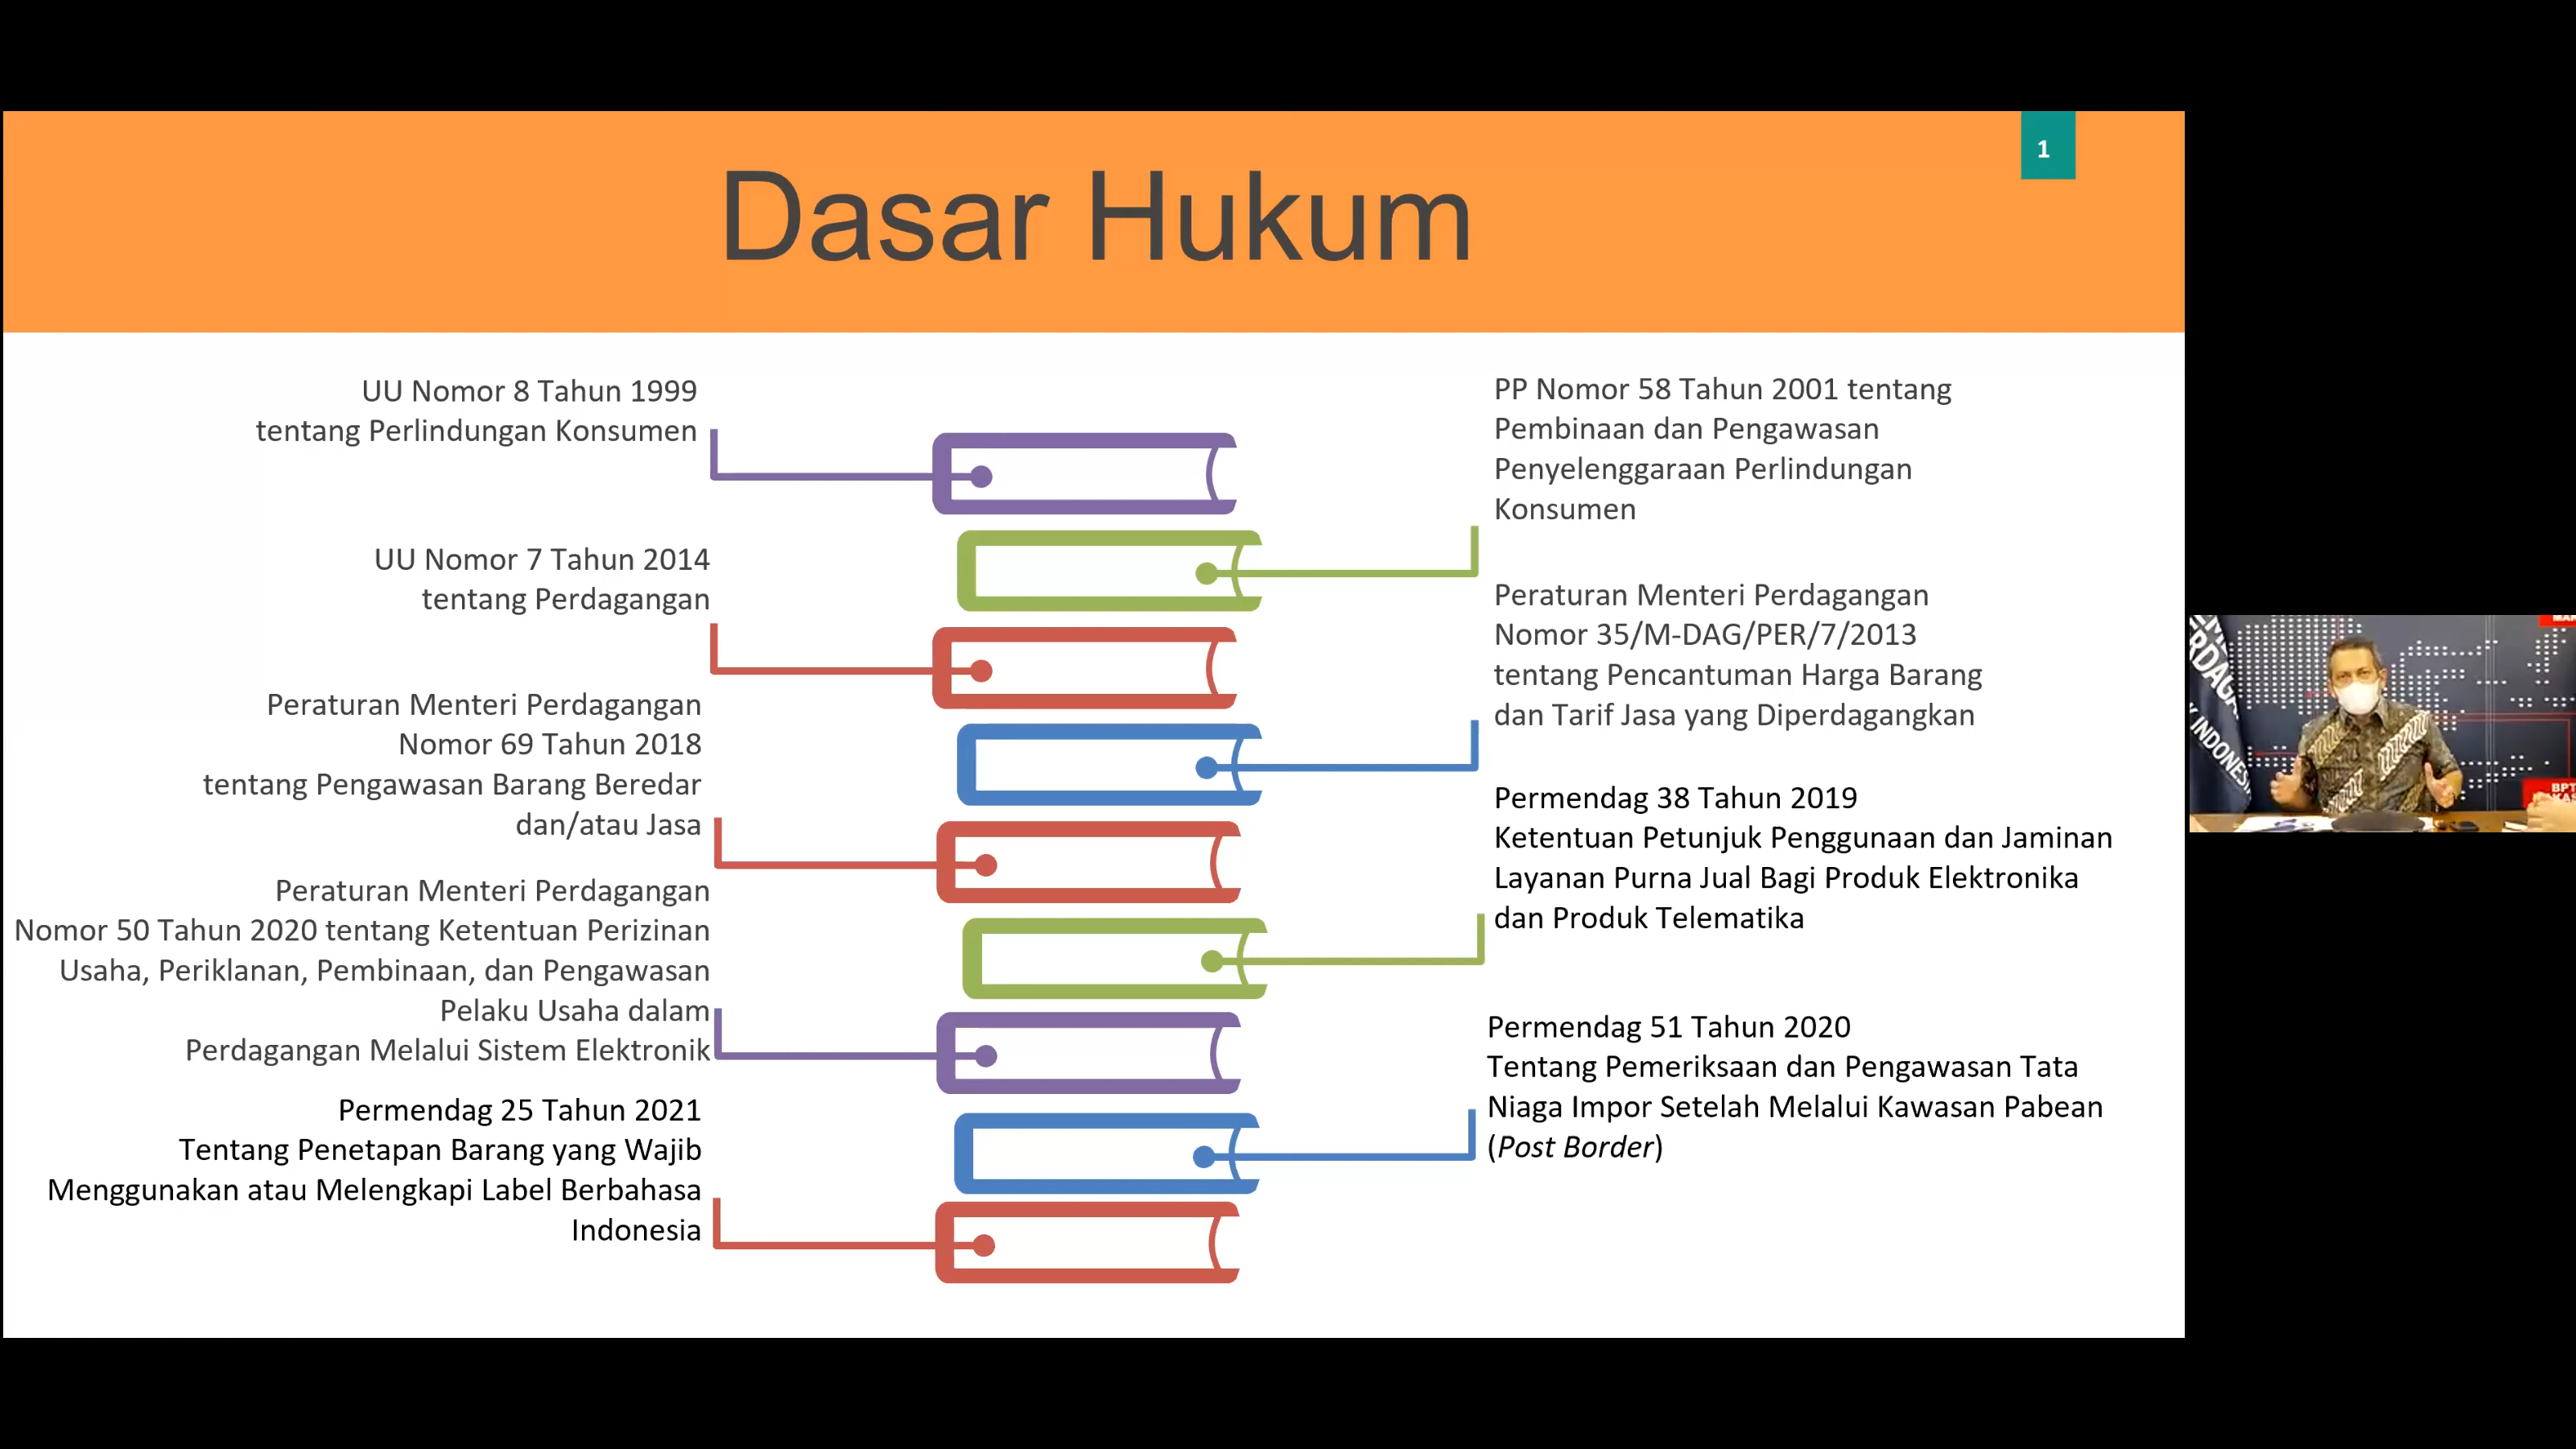 1
Dasar Hukum
UU Nomor 8 Tahun 1999
tentang Perlindungan Konsumen
PP Nomor 58 Tahun 2001 tentang
Pembinaan dan Pengawasan
Penyelenggaraan Perlindungan
Konsumen
UU Nomor 7 Tahun 2014
tentang Perdagangan
Peraturan Menteri Perdagangan
Nomor 35/M-DAG/PER/7/2013
tentang Pencantuman Harga Barang
dan Tarif Jasa yang Diperdagangkan
Peraturan Menteri Perdagangan
Nomor 69 Tahun 2018
tentang Pengawasan Barang Beredar
dan/atau Jasa
Permendag 38 Tahun 2019
Ketentuan Petunjuk Penggunaan dan Jaminan
Layanan Purna Jual Bagi Produk Elektronika
dan Produk Telematika
Peraturan Menteri Perdagangan
Nomor 50 Tahun 2020 tentang Ketentuan Perizinan
Usaha, Periklanan, Pembinaan, dan Pengawasan
Pelaku Usaha dalam
Perdagangan Melalui Sistem Elektronik
Permendag 51 Tahun 2020
Tentang Pemeriksaan dan Pengawasan Tata
Niaga Impor Setelah Melalui Kawasan Pabean
(Post Border)
Permendag 25 Tahun 2021
Tentang Penetapan Barang yang Wajib
Menggunakan atau Melengkapi Label Berbahasa
Indonesia